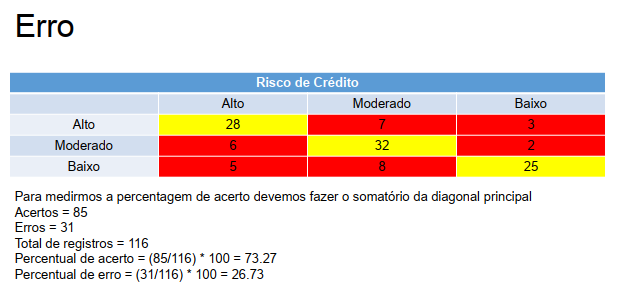 Erro
Risco de Crédito
Alto Moderado Baixo
Alto 28 7 3
Moderado 6 32 2
Baixo 5 8 25
Para medirmos a percentagem de acerto devemos fazer o somatório da diagonal principal
Acertos = 85
Erros = 31
Total de registros = 116
Percentual de acerto = (85/116) * 100 = 73.27
Percentual de erro = (31/116) * 100 = 26.73